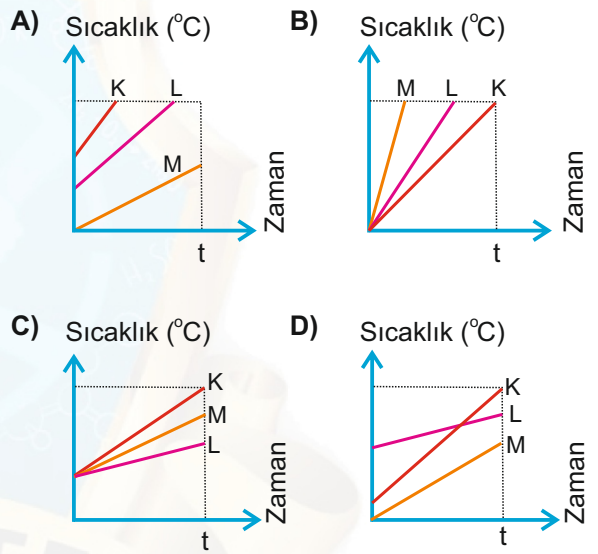 A) Sıcaklık (°C)
K L
M
Zaman
t
B) Sıcaklık (°C)
M L K
Zaman
t
C) Sıcaklık (°C)
K
M
L
Zaman
t
D) Sıcaklık (°C)
K
L
M
Zaman
t